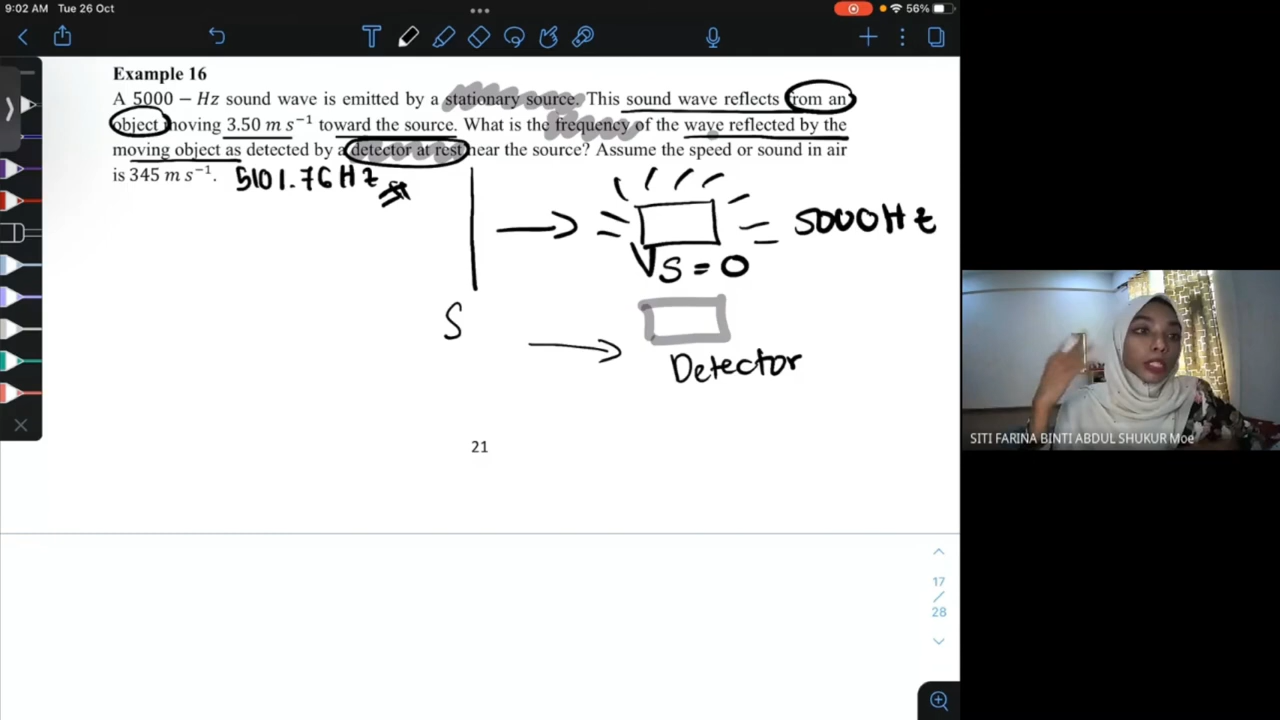 9:02 AM Tue 26 Oct
56%
Example 16
A 5000 – Hz sound wave is emitted by a stationary source. This sound wave reflects from an
object moving 3.50 m s⁻¹ toward the source. What is the frequency of the wave reflected by the
moving object as detected by a detector at rest near the source? Assume the speed or sound in air
is 345 m s⁻¹. 5101.76 Hz
5000 Hz
Vs = 0
S
Detector
21
17
/
28
SITI FARINA BINTI ABDUL SHUKUR Moe